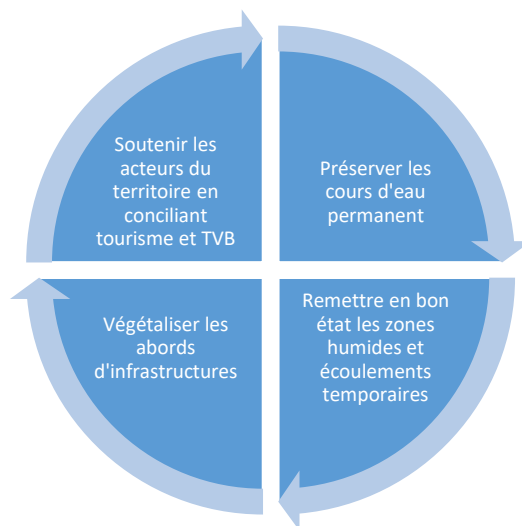 Soutenir les
acteurs du
territoire en
conciliant
tourisme et TVB
Préserver les
cours d'eau
permanent
Végétaliser les
abords
d'infrastructures
Remettre en bon
état les zones
humides et
écoulements
temporaires